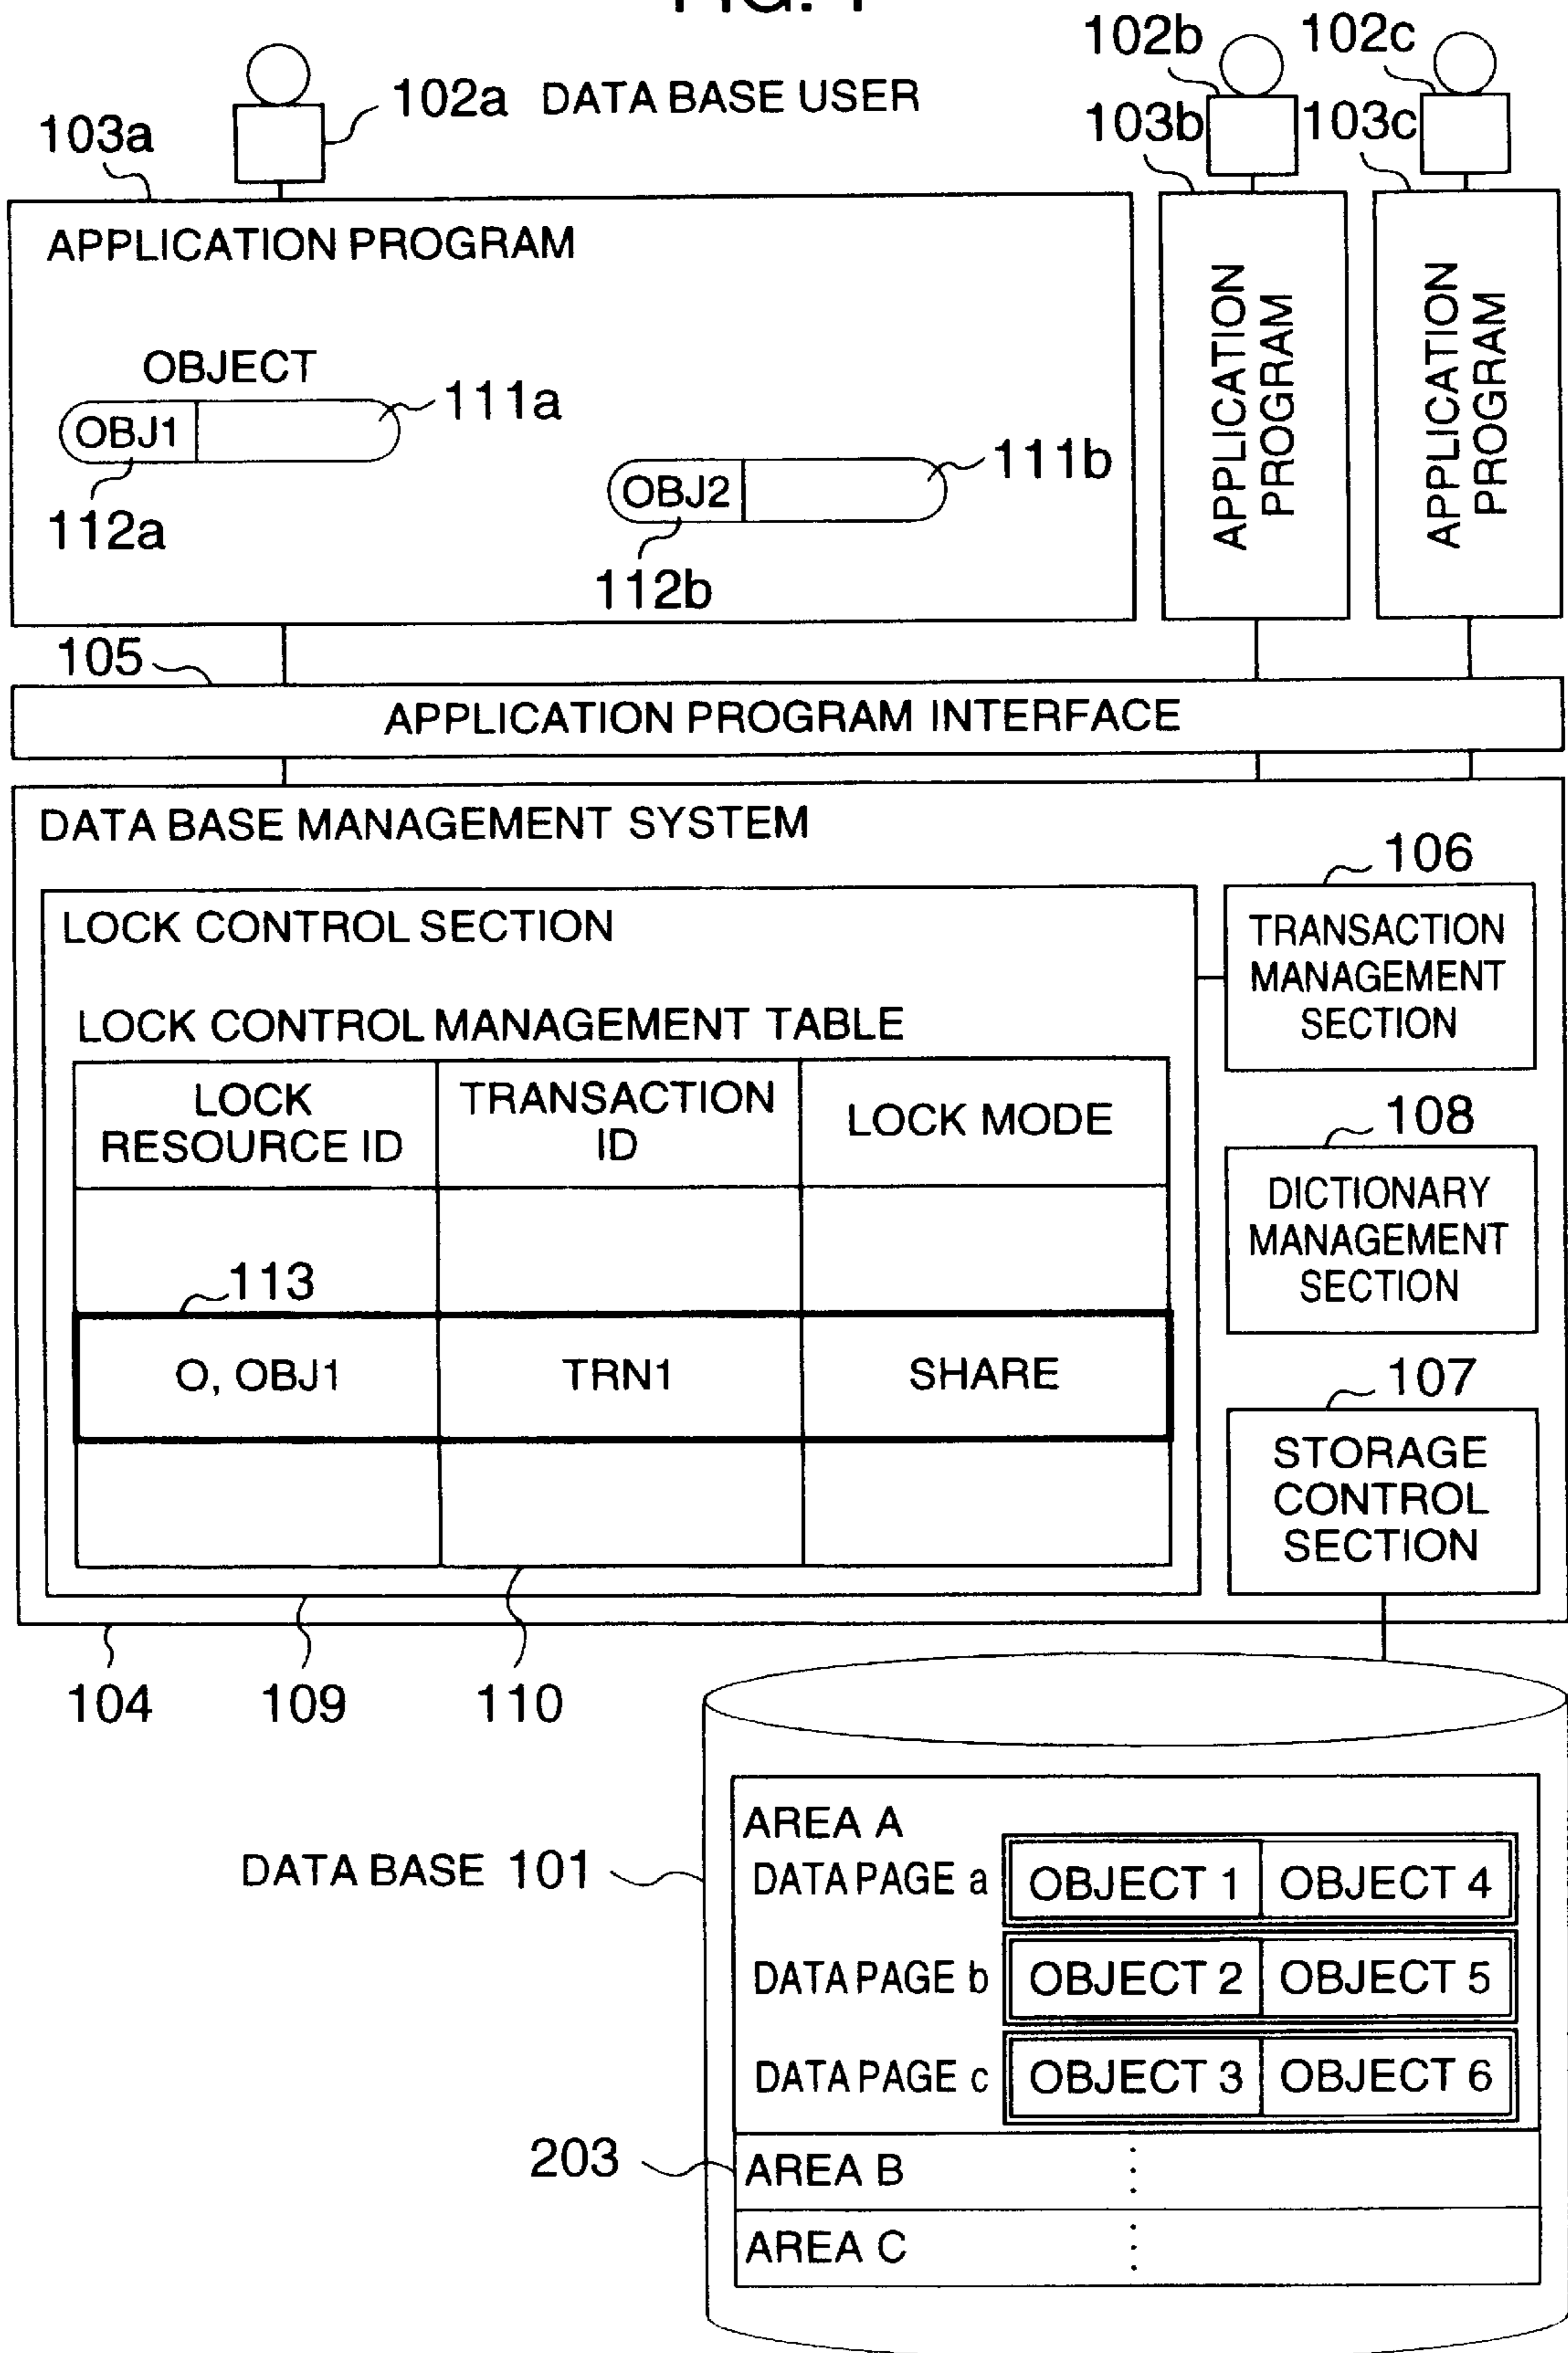 102b 102c
102a DATA BASE USER
103a
103b 103c
APPLICATION PROGRAM
OBJECT
OBJ1
111a
112a
OBJ2
111b
112b
APPLICATION
PROGRAM
APPLICATION
PROGRAM
105
APPLICATION PROGRAM INTERFACE
DATA BASE MANAGEMENT SYSTEM
106
LOCK CONTROL SECTION
TRANSACTION
MANAGEMENT
SECTION
LOCK CONTROL MANAGEMENT TABLE
LOCK
RESOURCE ID
TRANSACTION
ID
LOCK MODE
108
DICTIONARY
MANAGEMENT
SECTION
113
O, OBJ1 TRN1 SHARE
107
STORAGE
CONTROL
SECTION
104 109 110
DATA BASE 101
AREA A
DATA PAGE a OBJECT 1 OBJECT 4
DATA PAGE b OBJECT 2 OBJECT 5
DATA PAGE c OBJECT 3 OBJECT 6
203
AREA B
AREA C